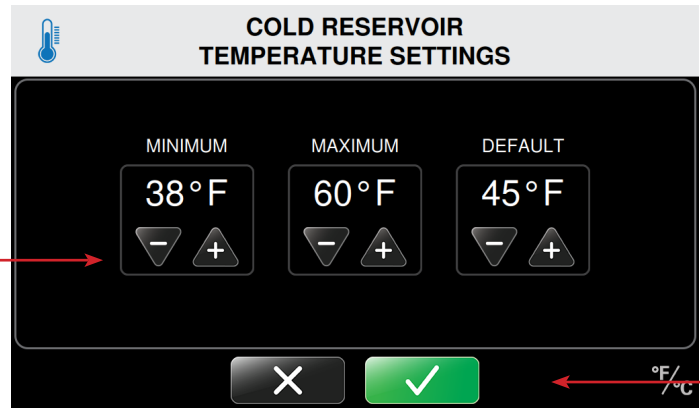 COLD RESERVOIR
TEMPERATURE SETTINGS
MINIMUM MAXIMUM DEFAULT
38°F 60°F 45°F
- + - + - +
°F/°C